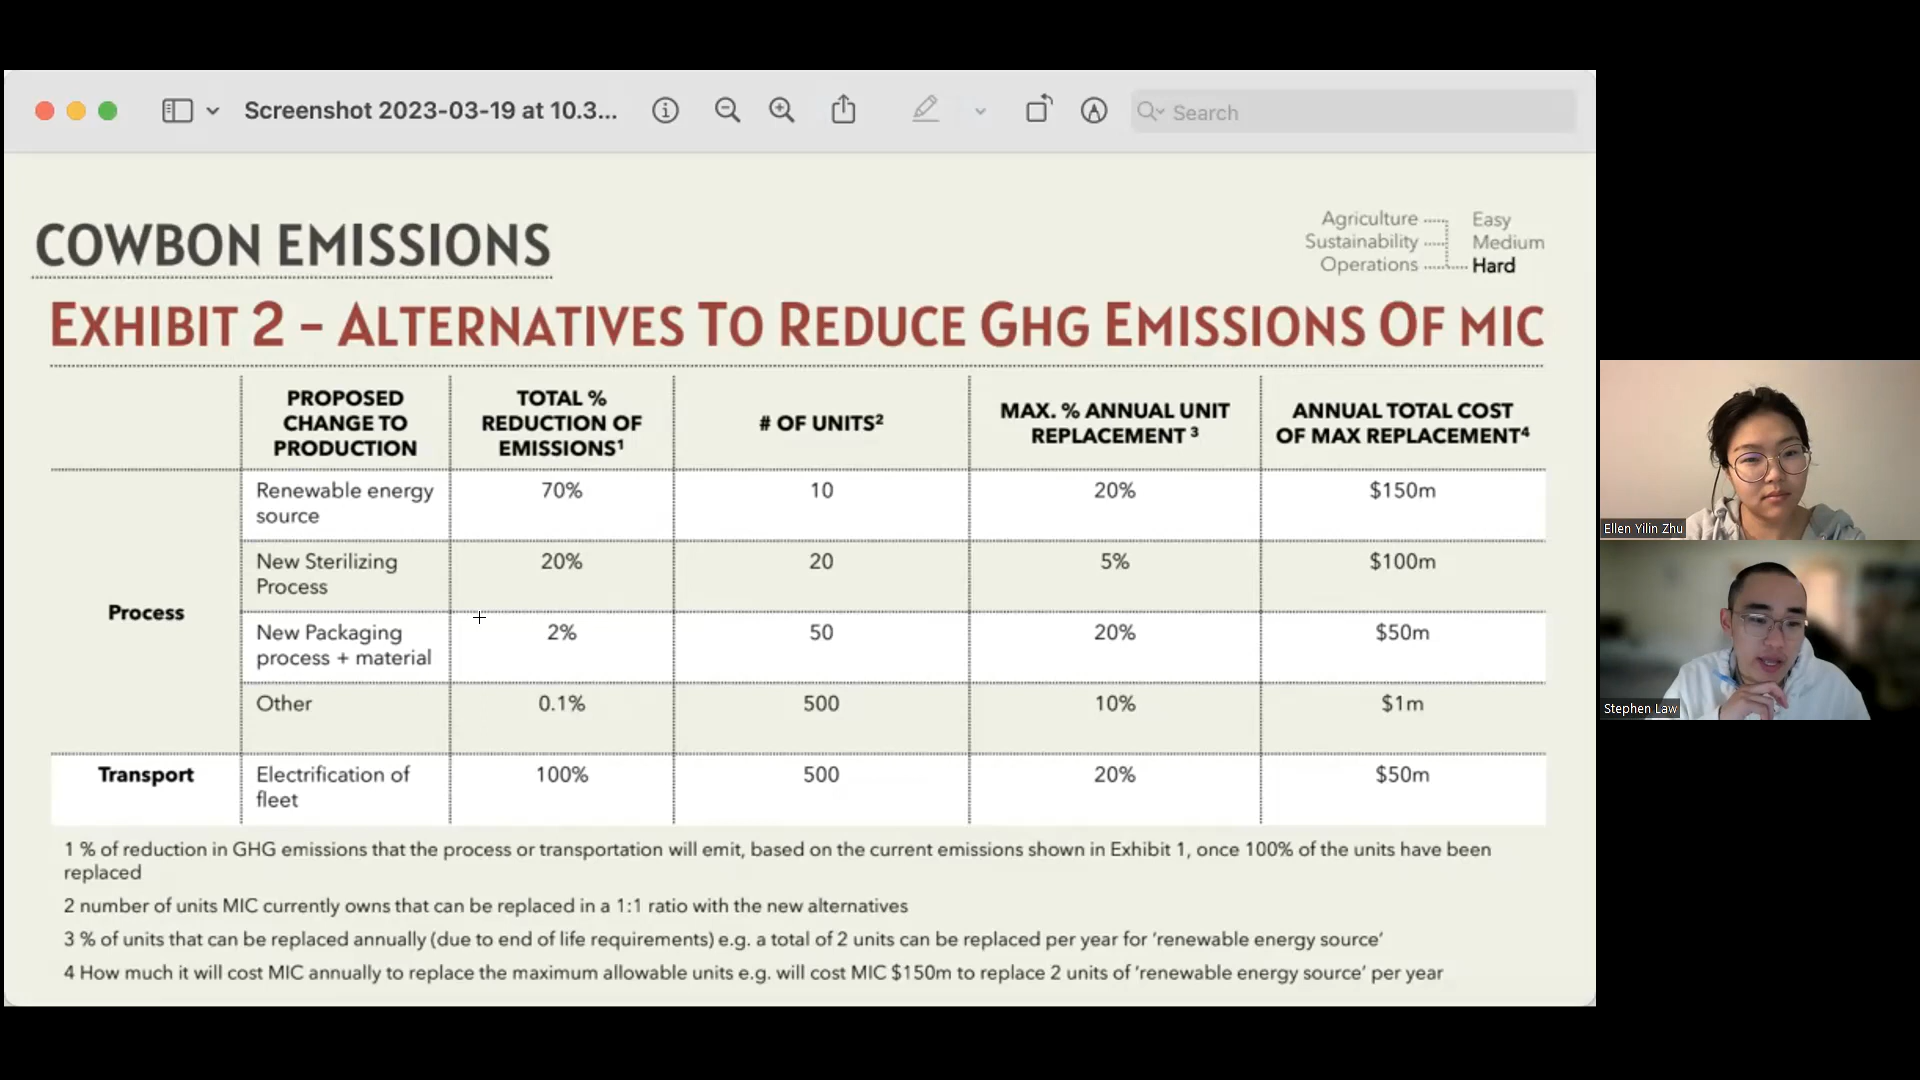 Screenshot 2023-03-19 at 10.3...
Search
COWBON EMISSIONS
Agriculture
Sustainability
Operations
Easy
Medium
Hard
EXHIBIT 2 – ALTERNATIVES TO REDUCE GHG EMISSIONS OF MIC
PROPOSED
CHANGE TO
PRODUCTION
TOTAL %
REDUCTION OF
EMISSIONS¹
# OF UNITS²
MAX. % ANNUAL UNIT
REPLACEMENT ³
ANNUAL TOTAL COST
OF MAX REPLACEMENT⁴
Process
Renewable energy
source
70%
10
20%
$150m
New Sterilizing
Process
20%
20
5%
$100m
New Packaging
process + material
2%
50
20%
$50m
Other
0.1%
500
10%
$1m
Transport
Electrification of
fleet
100%
500
20%
$50m
1 % of reduction in GHG emissions that the process or transportation will emit, based on the current emissions shown in Exhibit 1, once 100% of the units have been
replaced
2 number of units MIC currently owns that can be replaced in a 1:1 ratio with the new alternatives
3 % of units that can be replaced annually (due to end of life requirements) e.g. a total of 2 units can be replaced per year for ‘renewable energy source’
4 How much it will cost MIC annually to replace the maximum allowable units e.g. will cost MIC $150m to replace 2 units of ‘renewable energy source’ per year
Ellen Yilin Zhu
Stephen Law